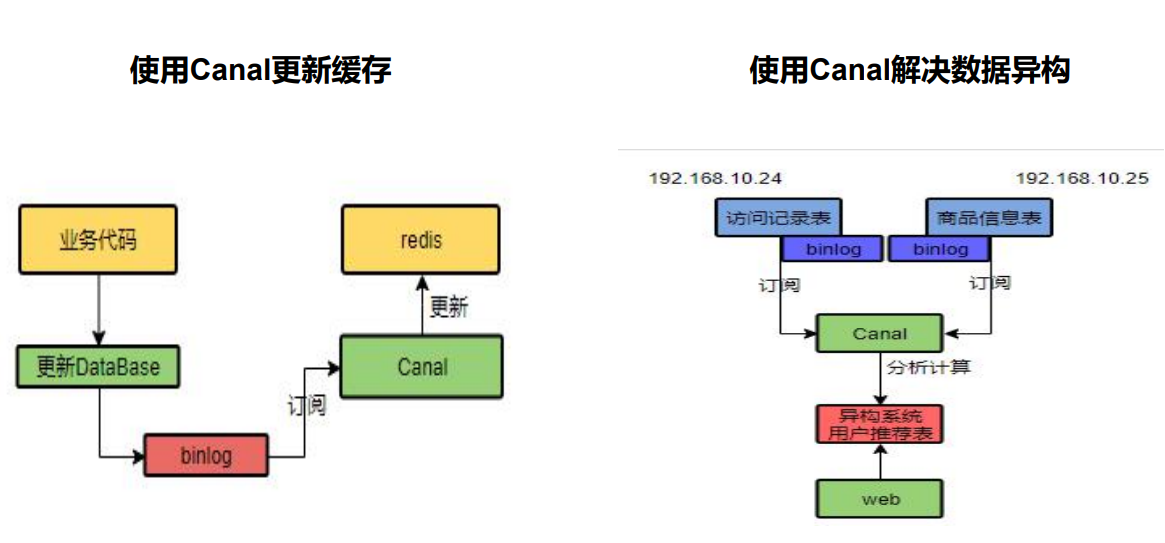 使用Canal更新缓存
业务代码
redis
更新
更新DataBase
Canal
订阅
binlog
使用Canal解决数据异构
192.168.10.24
192.168.10.25
访问记录表
商品信息表
binlog
binlog
订阅
订阅
Canal
分析计算
异构系统
用户推荐表
web